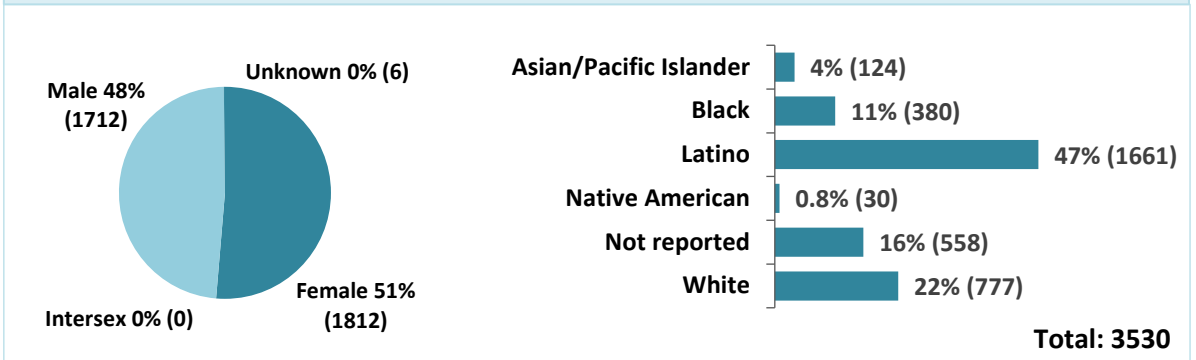 Unknown 0% (6)
Male 48%
(1712)
Female 51%
(1812)
Intersex 0% (0)
Asian/Pacific Islander 4% (124)
Black 11% (380)
Latino 47% (1661)
Native American 0.8% (30)
Not reported 16% (558)
White 22% (777)
Total: 3530